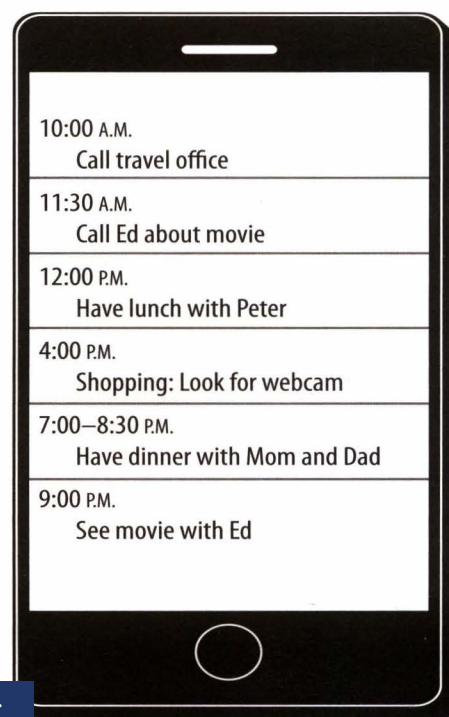 10:00 A.M.
Call travel office
11:30 A.M.
Call Ed about movie
12:00 P.M.
Have lunch with Peter
4:00 P.M.
Shopping: Look for webcam
7:00–8:30 P.M.
Have dinner with Mom and Dad
9:00 P.M.
See movie with Ed